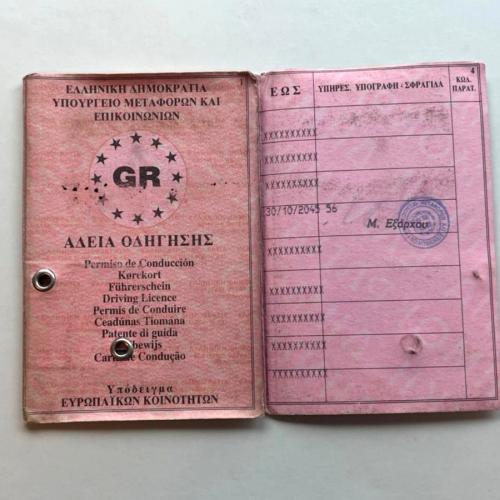 ΕΛΛΗΝΙΚΗ ΔΗΜΟΚΡΑΤΙΑ
ΥΠΟΥΡΓΕΙΟ ΜΕΤΑΦΟΡΩΝ ΚΑΙ
ΕΠΙΚΟΙΝΩΝΙΩΝ
GR
ΑΔΕΙΑ ΟΔΗΓΗΣΗΣ
Permiso de Conducción
Kørekort
Führerschein
Driving Licence
Permis de Conduire
Ceadúnas Tiomána
Patente di guida
bewijs
Carta de Condução
Υπόδειγμα
ΕΥΡΩΠΑΪΚΩΝ ΚΟΙΝΟΤΗΤΩΝ
1
4
ΕΩΣ ΥΠΗΡΕΣ. ΥΠΟΓΡΑΦΗ - ΣΦΡΑΓΙΔΑ ΚΩΔ. ΠΑΡΑΤ.
XXXXXXXXXX
XXXXXXXXXX
XXXXXXXXXX
30/10/2045 56
Μ. Εξάρχου
XXXXXXXXXX
XXXXXXXXXX
XXXXXXXXXX
XXXXXXXXXX
XXXXXXXXXX